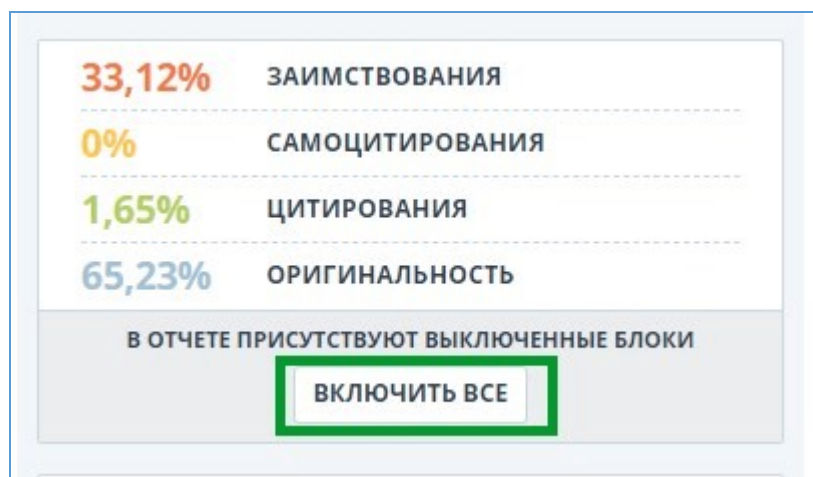 33,12% ЗАИМСТВОВАНИЯ
0% САМОЦИТИРОВАНИЯ
1,65% ЦИТИРОВАНИЯ
65,23% ОРИГИНАЛЬНОСТЬ
В ОТЧЕТЕ ПРИСУТСТВУЮТ ВЫКЛЮЧЕННЫЕ БЛОКИ
ВКЛЮЧИТЬ ВСЕ